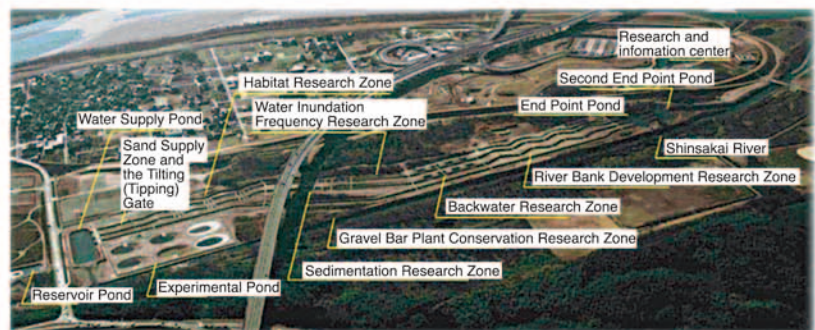 Research and
infomation center
Habitat Research Zone
Second End Point Pond
Water Inundation
Frequency Research Zone
End Point Pond
Water Supply Pond
Sand Supply
Zone and
the Tilting
(Tipping)
Gate
Shinsakai River
River Bank Development Research Zone
Backwater Research Zone
Gravel Bar Plant Conservation Research Zone
Sedimentation Research Zone
Experimental Pond
Reservoir Pond